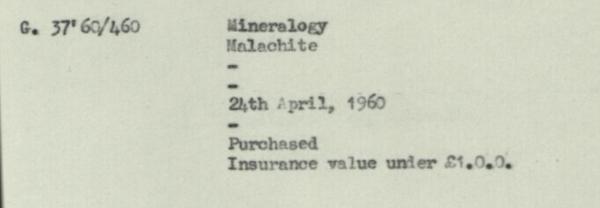 G. 37'60/460
Mineralogy
Malachite
-
-
24th April, 1960
-
Purchased
Insurance value under £1.0.0.